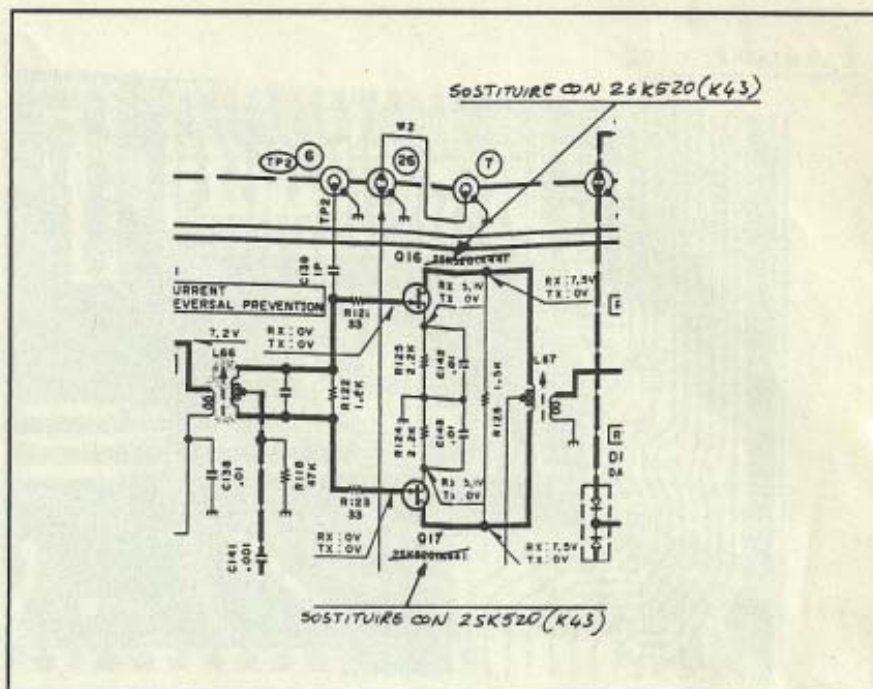 SOSTITUIRE CON 2SK520 (K43)
W2
TP2 6
26
7
TP2
C139
1P
Q16
URRENT
EVERSAL PREVENTION
R121
33
RX : 0V
TX : 0V
RX 5,1V
TX 0V
RX : 7,5V
TX : 0V
7,2V
L66
R122
R125
2.2K
C142
.01
R126
1.5K
L67
R124
2.2K
C143
.01
C138
.01
R118
47K
R123
33
RX 5,1V
TX 0V
RX : 0V
TX : 0V
Q17
RX : 7,5V
TX : 0V
C141
.001
R
DI
DA
SOSTITUIRE CON 2SK520 (K43)